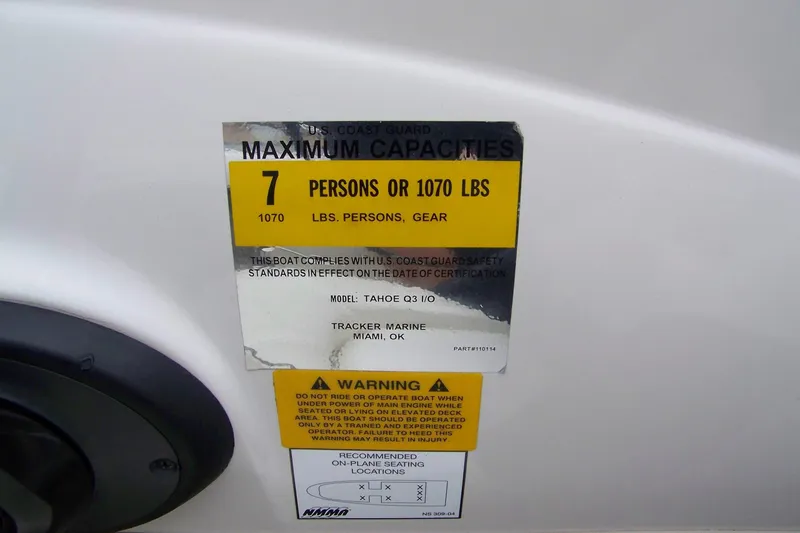 U.S. COAST GUARD
MAXIMUM CAPACITIES
7 PERSONS OR 1070 LBS
1070 LBS. PERSONS, GEAR
THIS BOAT COMPLIES WITH U.S. COAST GUARD SAFETY
STANDARDS IN EFFECT ON THE DATE OF CERTIFICATION
MODEL: TAHOE Q3 I/O
TRACKER MARINE
MIAMI, OK
PART#110114
WARNING
DO NOT RIDE OR OPERATE BOAT WHEN
UNDER POWER OF MAIN ENGINE WHILE
SEATED OR LYING ON ELEVATED DECK
AREA. THIS BOAT SHOULD BE OPERATED
ONLY BY A TRAINED AND EXPERIENCED
OPERATOR. FAILURE TO HEED THIS
WARNING MAY RESULT IN INJURY
RECOMMENDED
ON-PLANE SEATING
LOCATIONS
X X X
X X X
NMMA
NS 309-04